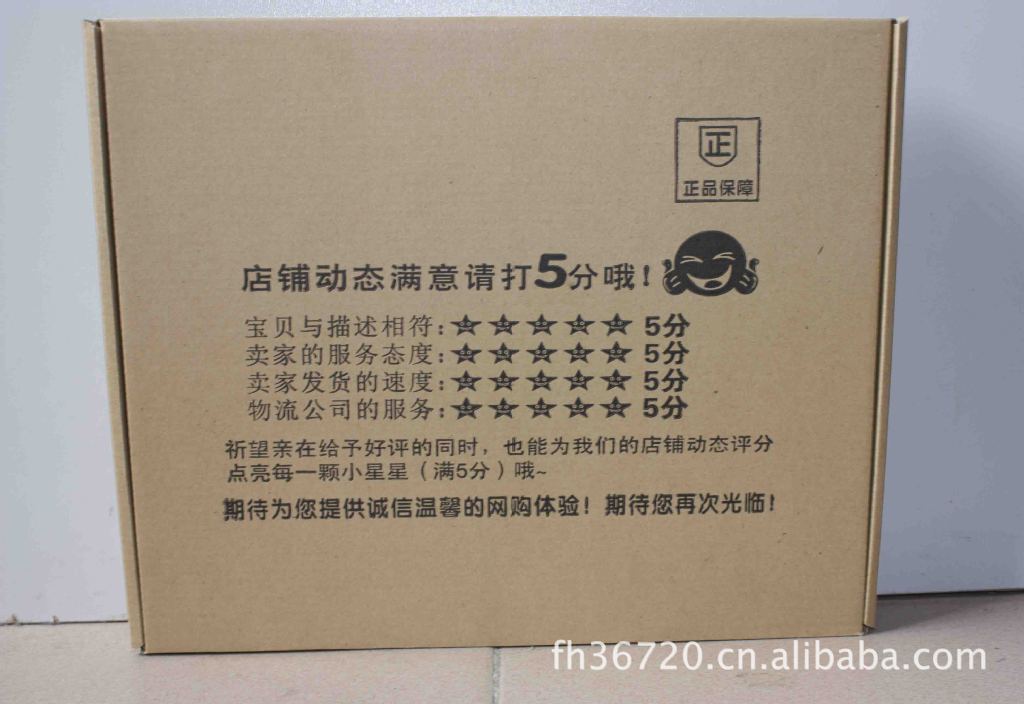 正
正品保障
店铺动态满意请打5分哦!
宝贝与描述相符:★★★★★ 5分
卖家的服务态度:★★★★★ 5分
卖家发货的速度:★★★★★ 5分
物流公司的服务:★★★★★ 5分
祈望亲在给予好评的同时，也能为我们的店铺动态评分
点亮每一颗小星星（满5分）哦~
期待为您提供诚信温馨的网购体验！期待您再次光临！
fh36720.cn.alibaba.com